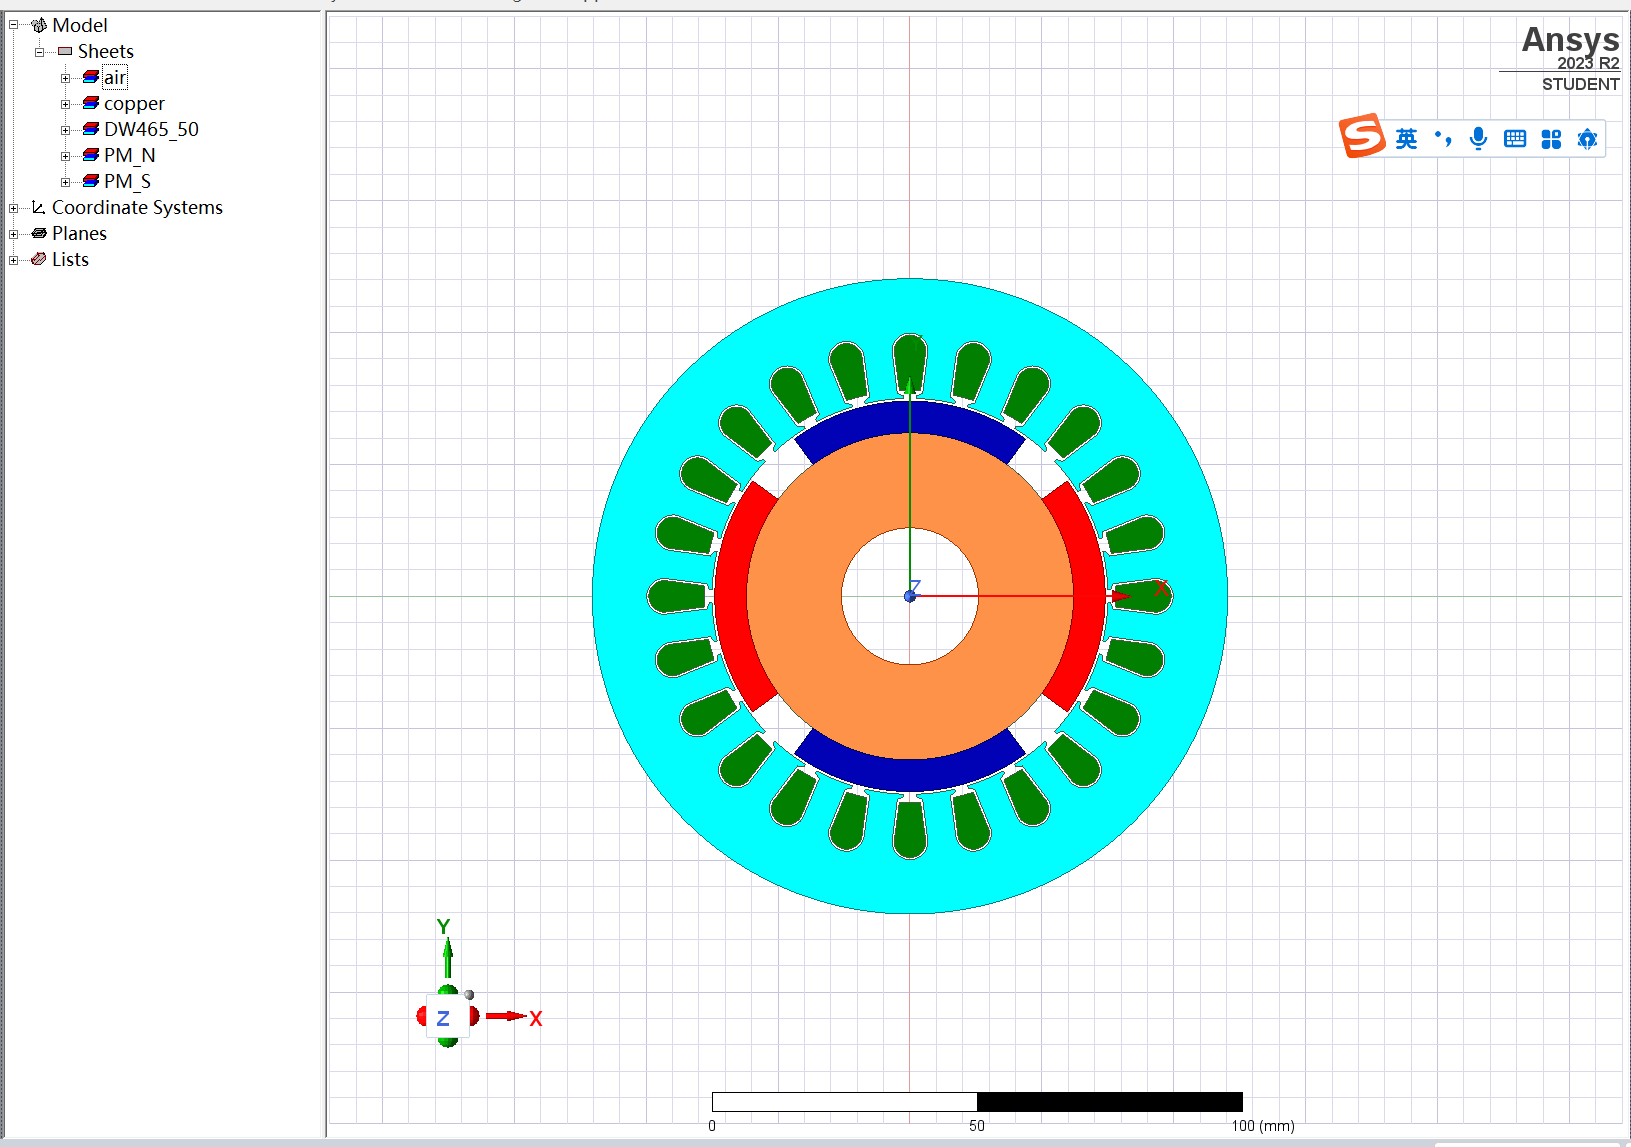 Model
Sheets
air
copper
DW465_50
PM_N
PM_S
Coordinate Systems
Planes
Lists
Ansys
2023 R2
STUDENT
S 英
Z
X
Y
Z
X
0 50 100 (mm)